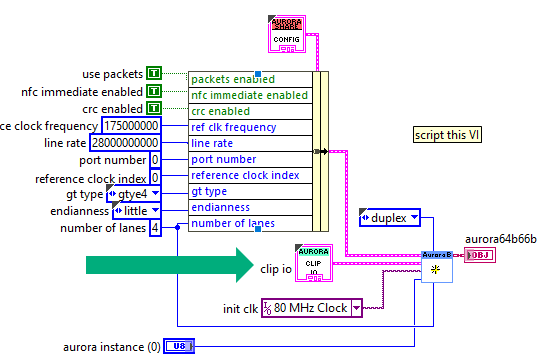 AURORA
SHARE
CONFIG
use packets T packets enabled
nfc immediate enabled T nfc immediate enabled
crc enabled T crc enabled
ce clock frequency 175000000 ref clk frequency
line rate 28000000000 line rate
port number 0 port number
reference clock index 0 reference clock index
gt type gtye4 gt type
endianness little endianness
number of lanes 4 number of lanes
script this VI
duplex
aurora64b66b
Aurora B
OBJ
AURORA
CLIP
IO
clip io
init clk I/O 80 MHz Clock
aurora instance (0) U8